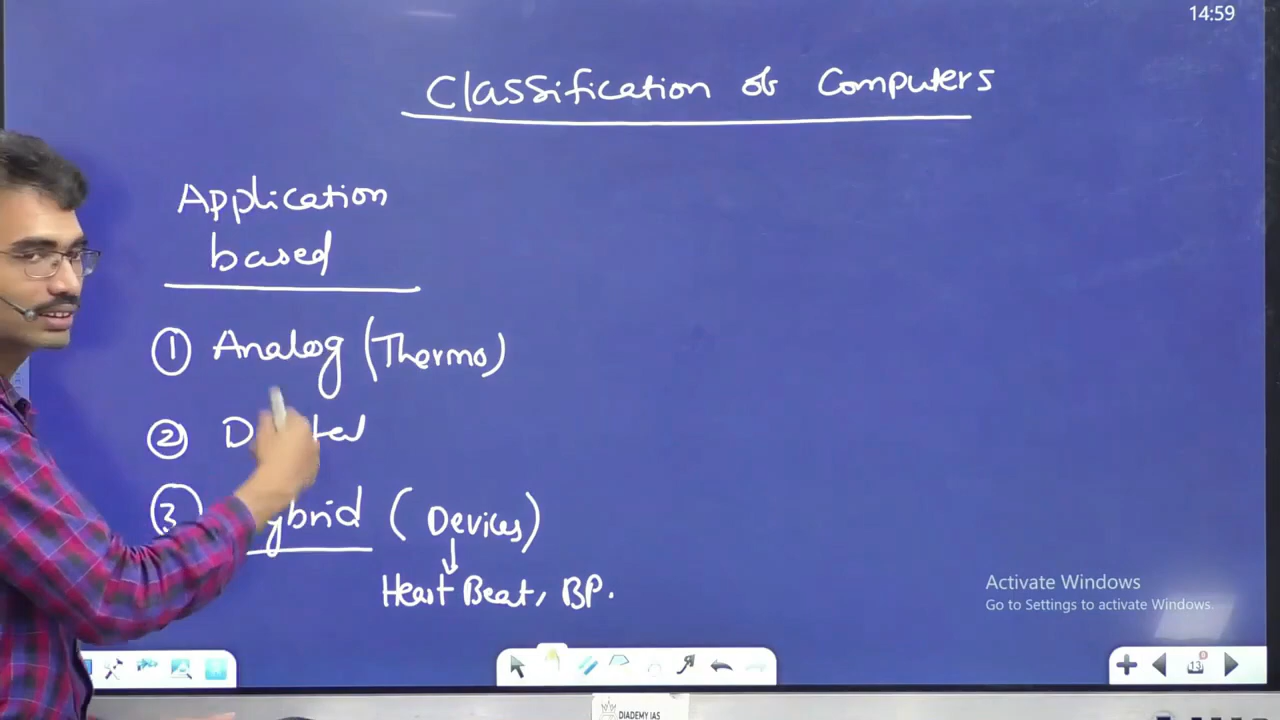 14:59
Classification of Computers
Application
based
① Analog (Thermo)
②
③ (Devices)
↓
Heart Beat, BP.
Activate Windows
Go to Settings to activate Windows.
13
DIADEMY IAS